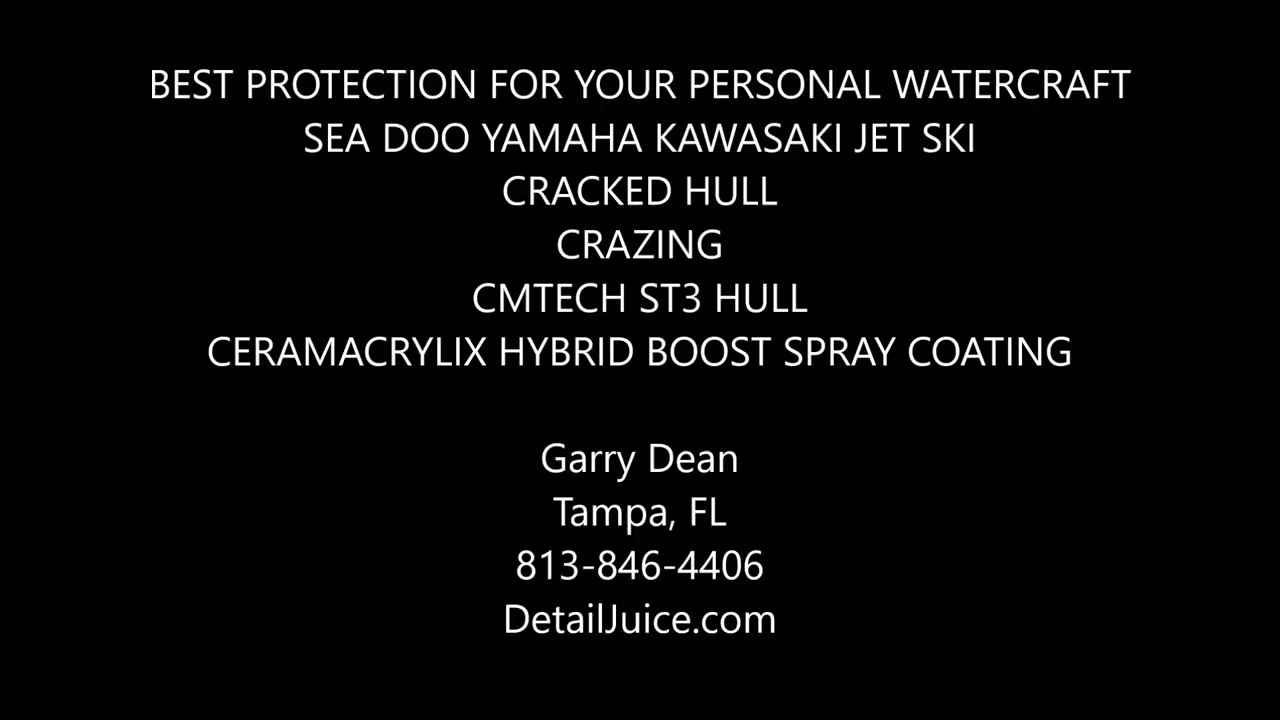 BEST PROTECTION FOR YOUR PERSONAL WATERCRAFT
SEA DOO YAMAHA KAWASAKI JET SKI
CRACKED HULL
CRAZING
CMTECH ST3 HULL
CERAMACRYLIX HYBRID BOOST SPRAY COATING
Garry Dean
Tampa, FL
813-846-4406
DetailJuice.com